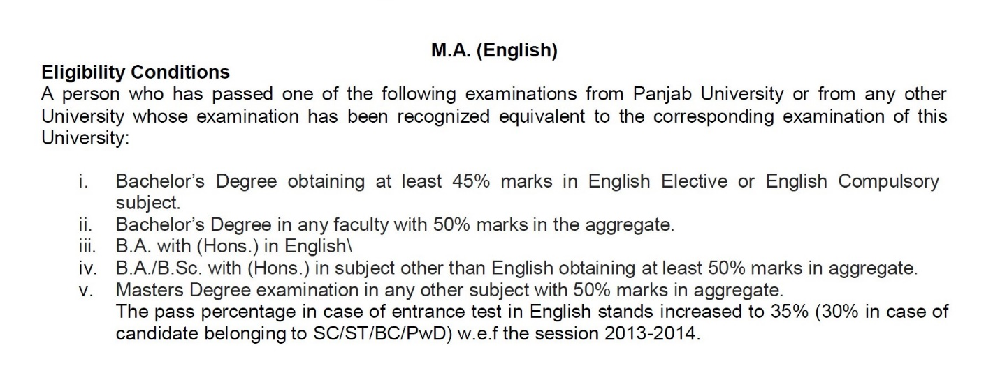 M.A. (English)
Eligibility Conditions
A person who has passed one of the following examinations from Panjab University or from any other
University whose examination has been recognized equivalent to the corresponding examination of this
University:
i. Bachelor's Degree obtaining at least 45% marks in English Elective or English Compulsory
subject.
ii. Bachelor's Degree in any faculty with 50% marks in the aggregate.
iii. B.A. with (Hons.) in English\
iv. B.A./B.Sc. with (Hons.) in subject other than English obtaining at least 50% marks in aggregate.
v. Masters Degree examination in any other subject with 50% marks in aggregate.
The pass percentage in case of entrance test in English stands increased to 35% (30% in case of
candidate belonging to SC/ST/BC/PwD) w.e.f the session 2013-2014.